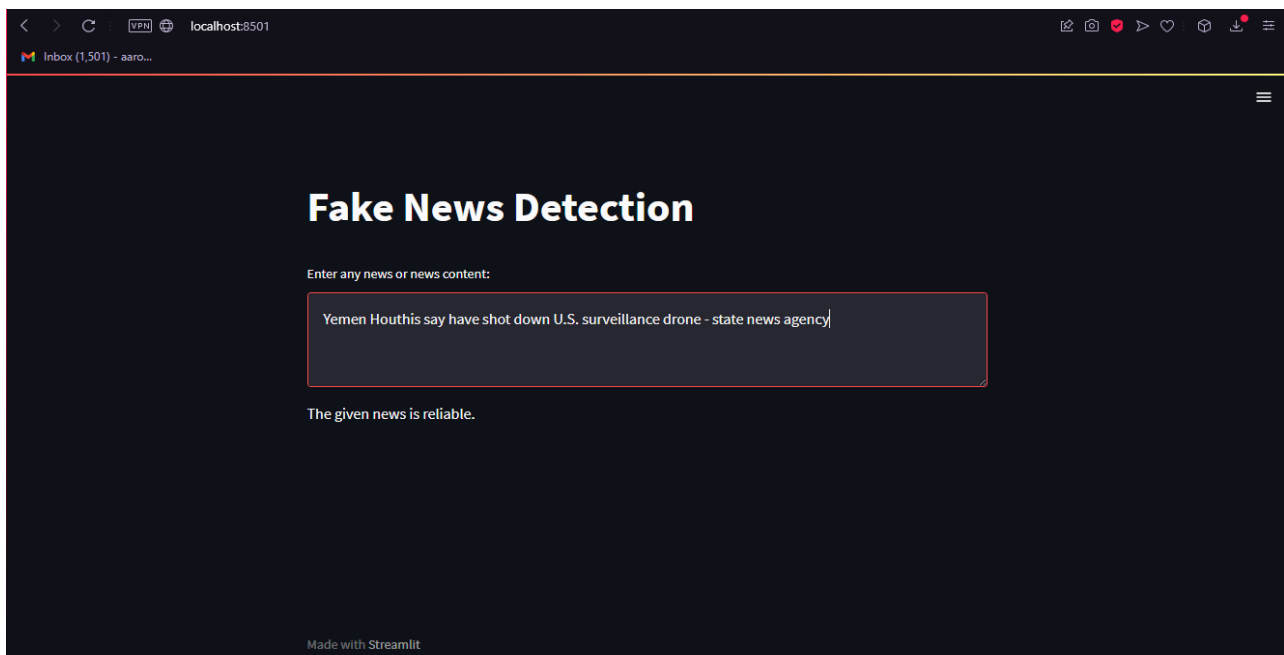 VPN localhost:8501
Inbox (1,501) - aaro...
Fake News Detection
Enter any news or news content:
Yemen Houthis say have shot down U.S. surveillance drone - state news agency
The given news is reliable.
Made with Streamlit